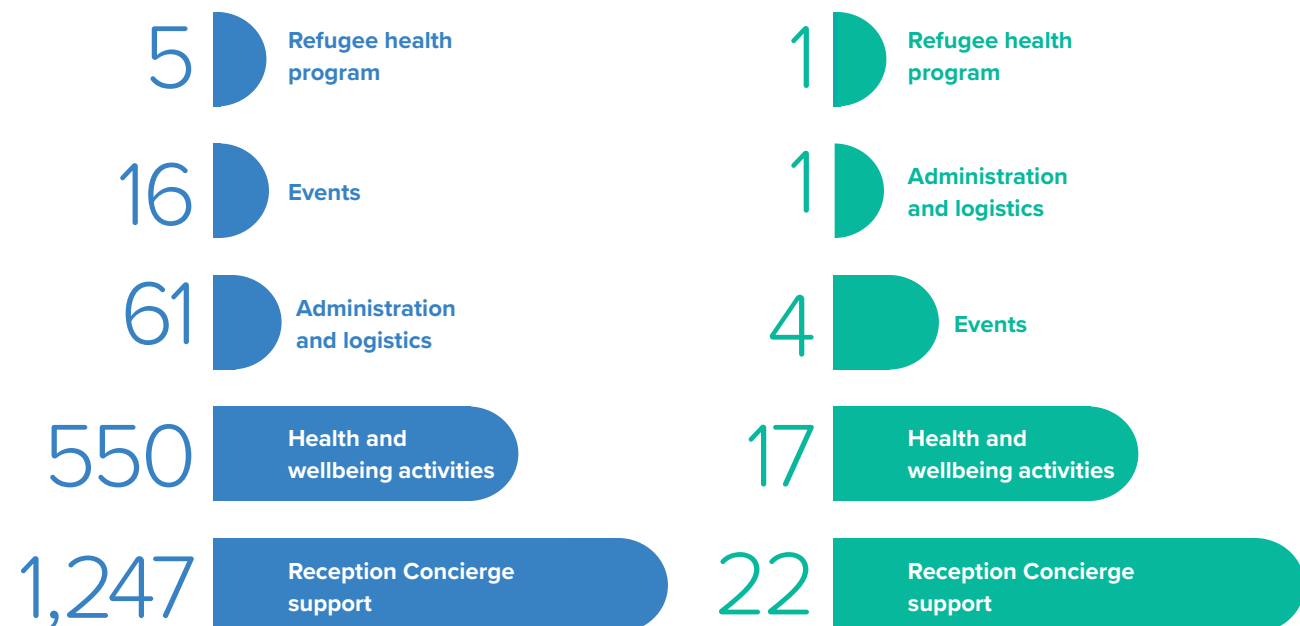 5
Refugee health
program
16
Events
61
Administration
and logistics
550
Health and
wellbeing activities
1,247
Reception Concierge
support
1
Refugee health
program
1
Administration
and logistics
4
Events
17
Health and
wellbeing activities
22
Reception Concierge
support